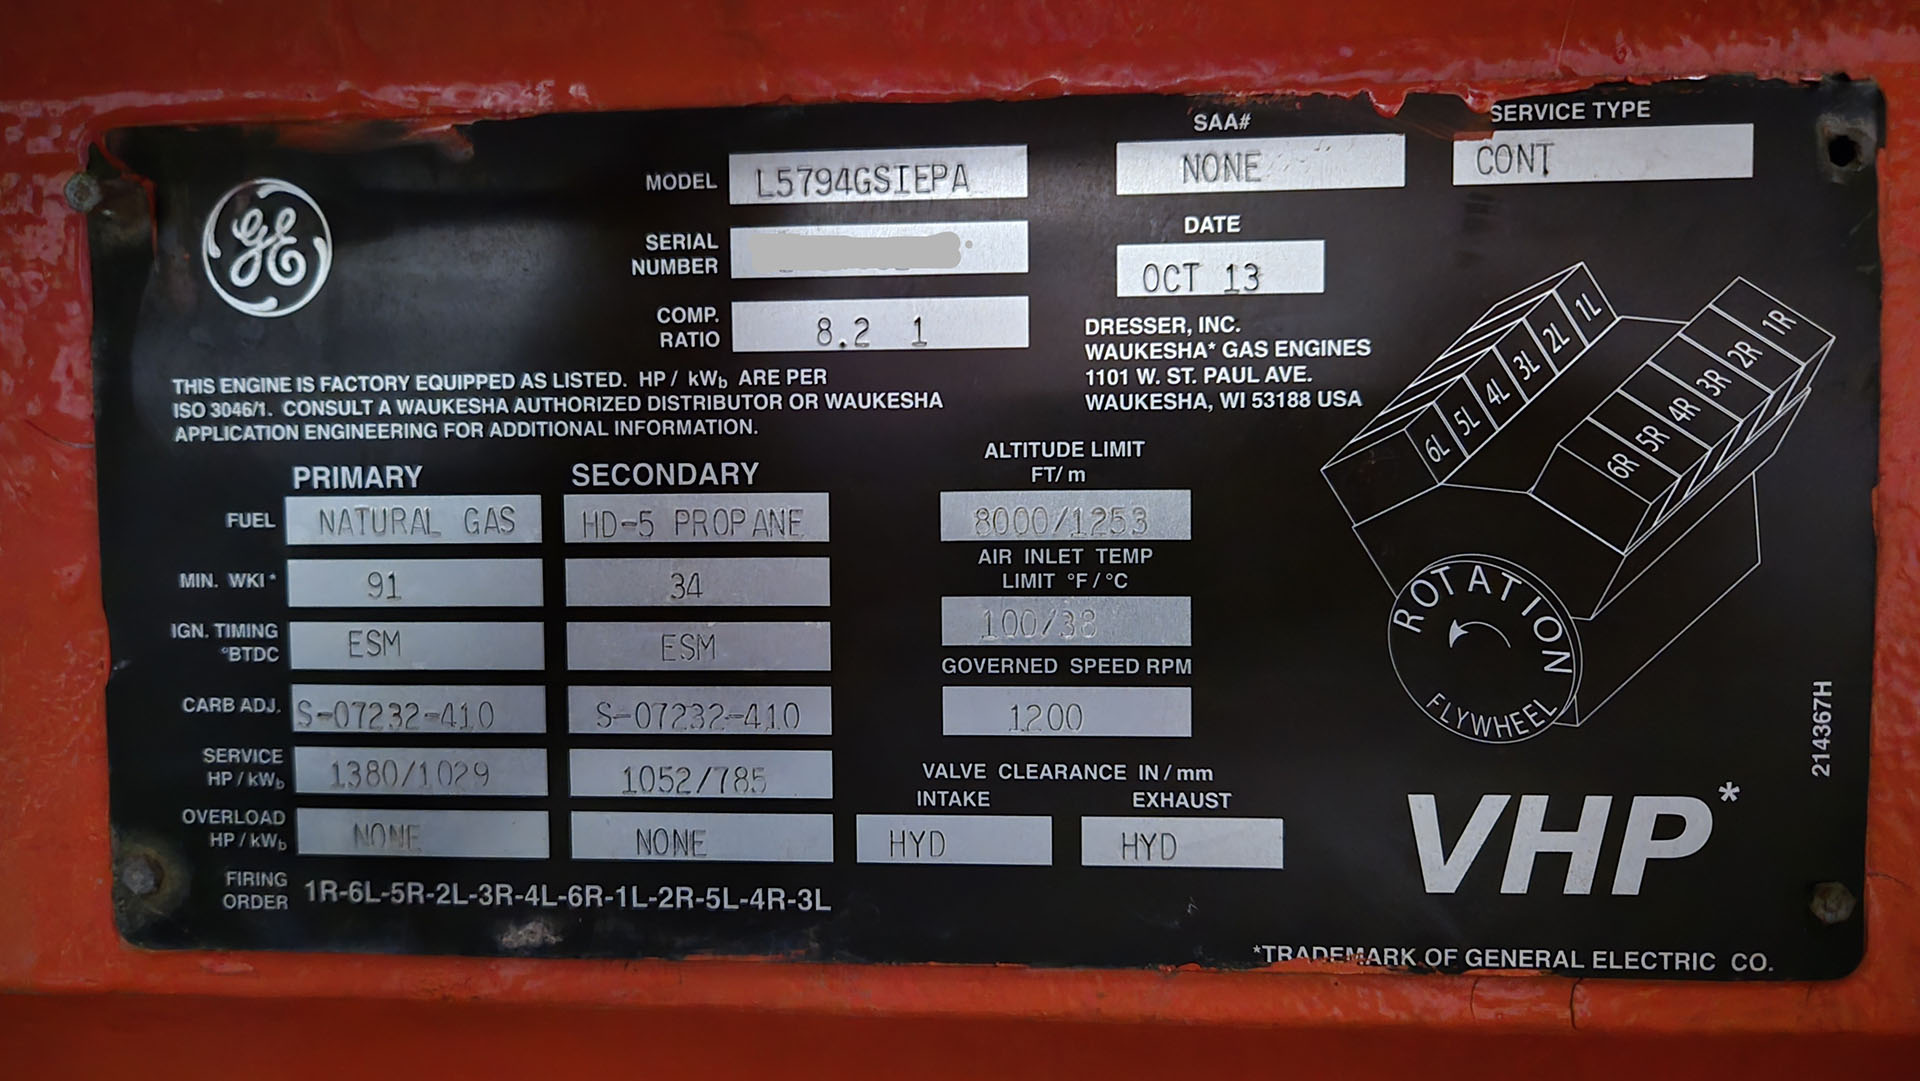 GE
MODEL L5794GSIEPA
SERIAL NUMBER
COMP. RATIO 8.2 1
SAA#
NONE
SERVICE TYPE
CONT
DATE
OCT 13
DRESSER, INC.
WAUKESHA* GAS ENGINES
1101 W. ST. PAUL AVE.
WAUKESHA, WI 53188 USA
THIS ENGINE IS FACTORY EQUIPPED AS LISTED. HP / kWb ARE PER
ISO 3046/1. CONSULT A WAUKESHA AUTHORIZED DISTRIBUTOR OR WAUKESHA
APPLICATION ENGINEERING FOR ADDITIONAL INFORMATION.
PRIMARY SECONDARY
FUEL NATURAL GAS HD-5 PROPANE
MIN. WKI* 91 34
IGN. TIMING °BTDC ESM ESM
CARB ADJ. S-07232-410 S-07232-410
SERVICE HP / kWb 1380/1029 1052/785
OVERLOAD HP / kWb NONE NONE
FIRING ORDER 1R-6L-5R-2L-3R-4L-6R-1L-2R-5L-4R-3L
ALTITUDE LIMIT
FT/ m
8000/1253
AIR INLET TEMP
LIMIT °F / °C
100/38
GOVERNED SPEED RPM
1200
VALVE CLEARANCE IN / mm
INTAKE EXHAUST
HYD HYD
6L 5L 4L 3L 2L 1L
6R 5R 4R 3R 2R 1R
ROTATION
FLYWHEEL
214367H
VHP*
*TRADEMARK OF GENERAL ELECTRIC CO.